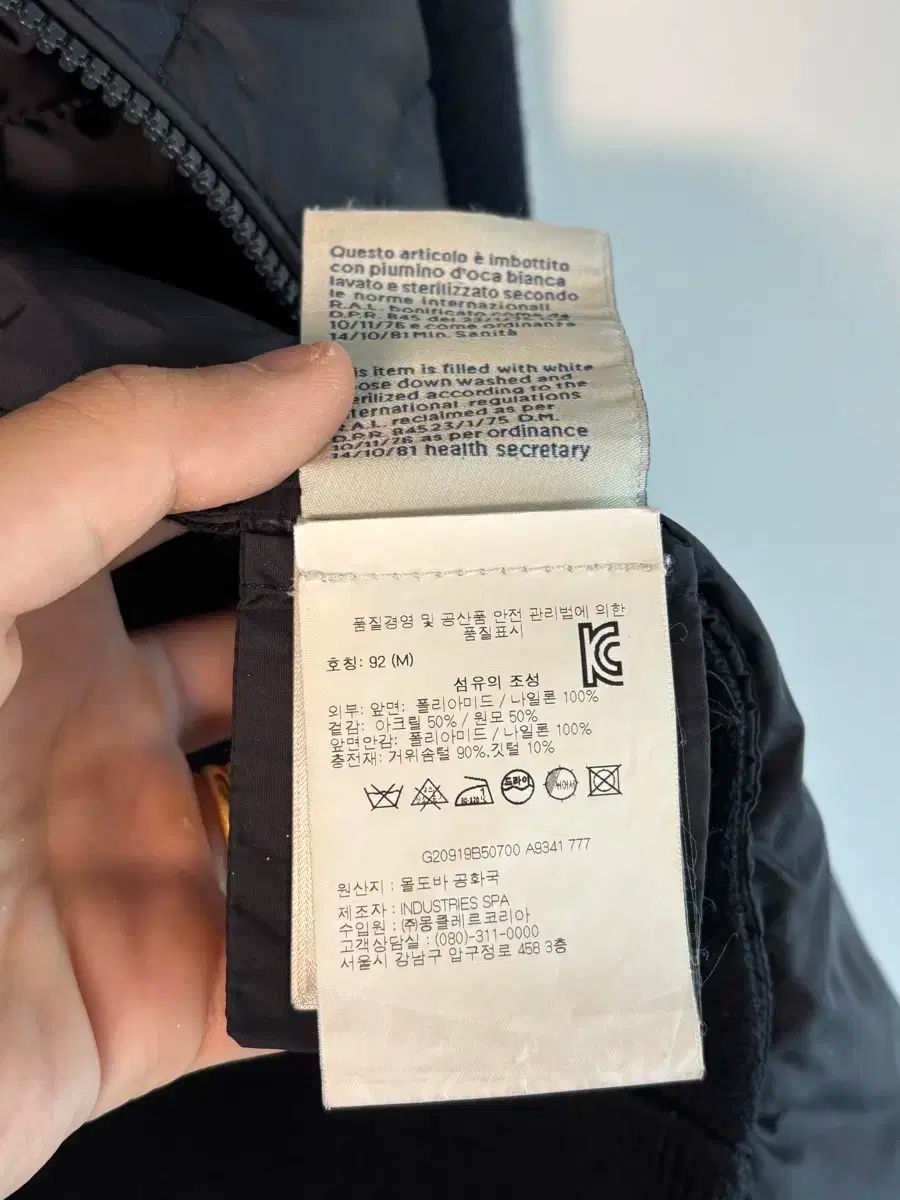 Questo articolo è imbottito
con piumino d'oca bianca
lavato e sterilizzato secondo
le norme internazionali
R.A.L. bonificato come da
D.P.R. 845 del
10/11/76 e come ordinanza
14/10/81 Min. Sanità
is item is filled with white
ose down washed and
erilized according to the
ternational regulations
.A.L. reclaimed as per
D.P.R. 84523/1/75 D.M.
10/11/76 as per ordinance
14/10/81 health secretary
품질경영 및 공산품 안전 관리법에 의한
품질표시
호칭: 92 (M)
섬유의 조성
외부: 앞면: 폴리아미드 / 나일론 100%
겉감: 아크릴 50% / 원모 50%
앞면안감: 폴리아미드 / 나일론 100%
충전재: 거위솜털 90%,깃털 10%
드라이
G20919B50700 A9341 777
원산지 : 몰도바 공화국
제조자 : INDUSTRIES SPA
수입원 : ㈜몽클레르코리아
고객상담실 : (080)-311-0000
서울시 강남구 압구정로 458 3층